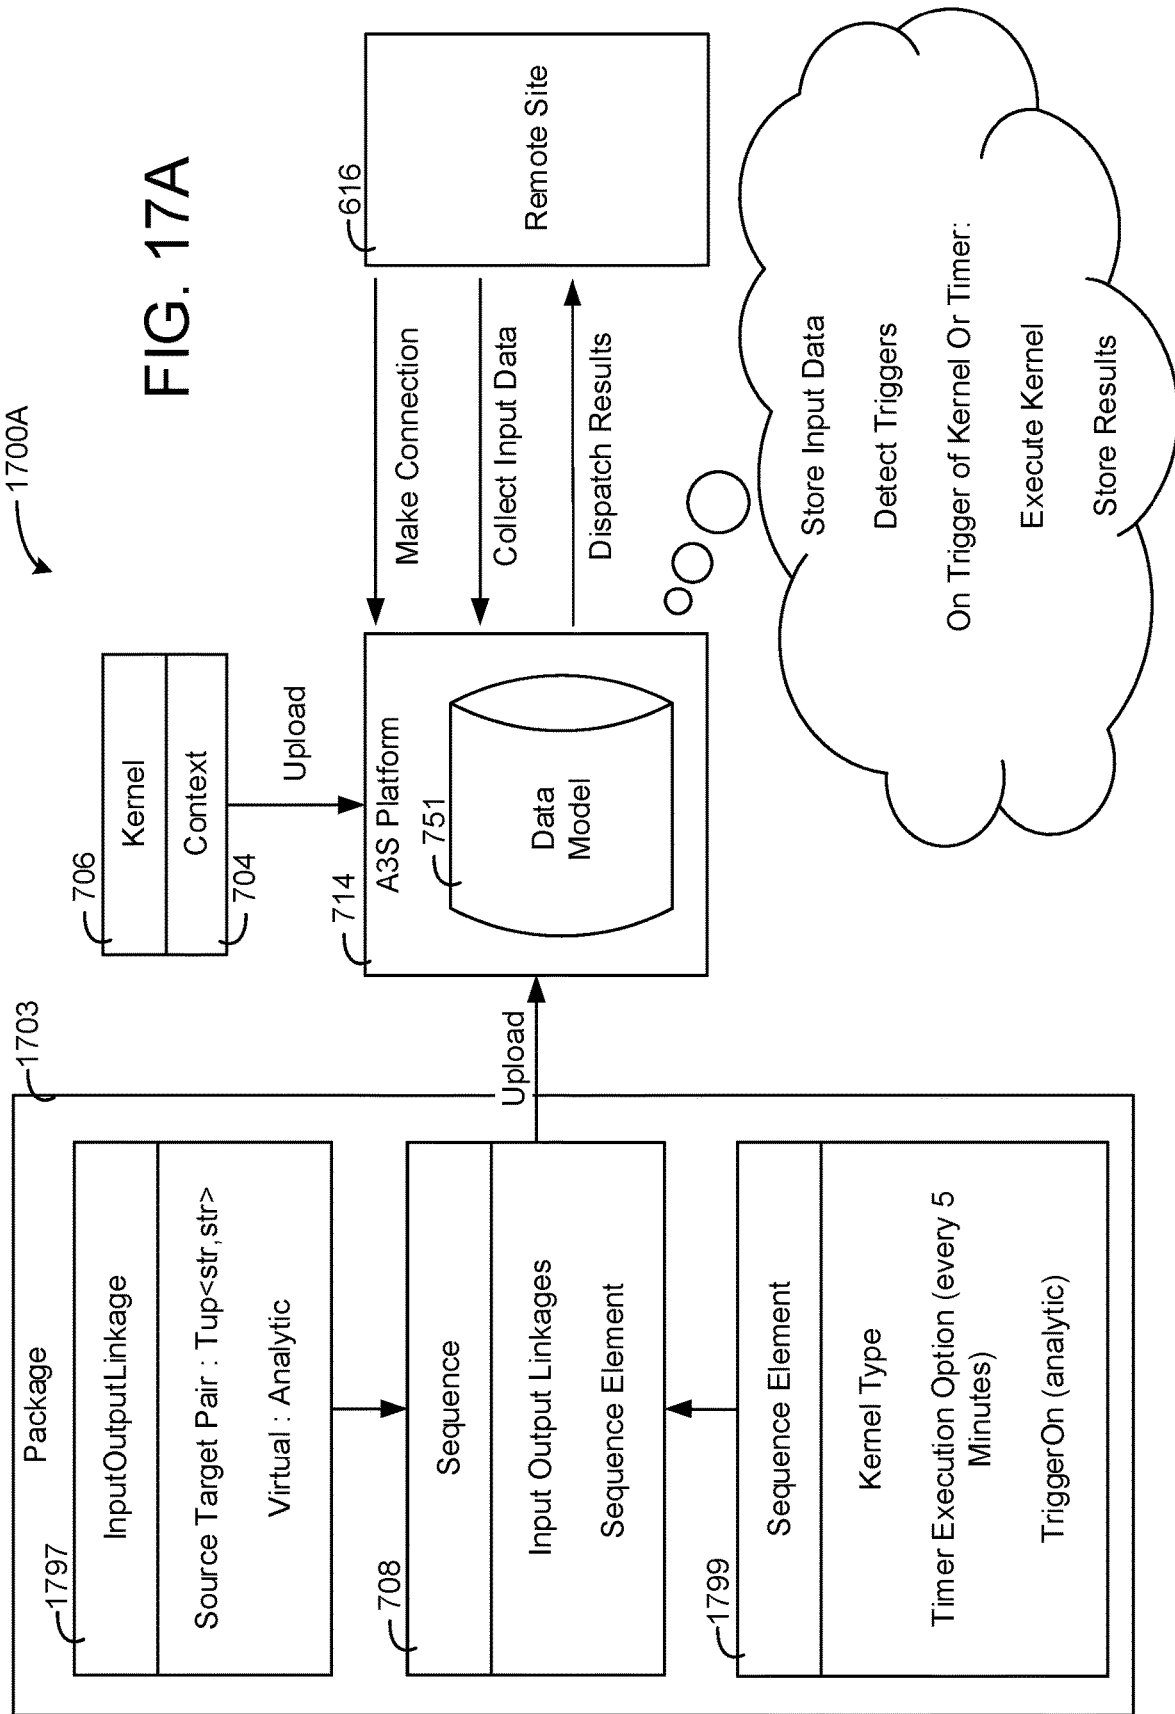 FIG. 17A
1700A
1703
Package
1797
InputOutputLinkage
Source Target Pair : Tup<str,str>
Virtual : Analytic
708
Sequence
Input Output Linkages
Sequence Element
1799
Sequence Element
Kernel Type
Timer Execution Option (every 5
Minutes)
TriggerOn (analytic)
Upload
706
Kernel
Context
704
Upload
714
A3S Platform
751
Data
Model
Make Connection
Collect Input Data
Dispatch Results
616
Remote Site
Store Input Data
Detect Triggers
On Trigger of Kernel Or Timer:
Execute Kernel
Store Results